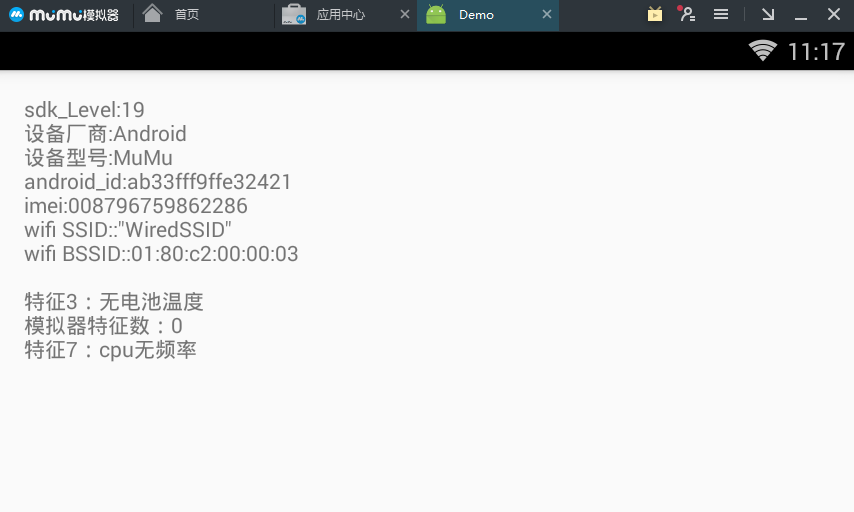 MuMu模拟器
首页
应用中心
Demo
11:17
sdk_Level:19
设备厂商:Android
设备型号:MuMu
android_id:ab33fff9ffe32421
imei:008796759862286
wifi SSID::"WiredSSID"
wifi BSSID::01:80:c2:00:00:03
特征3：无电池温度
模拟器特征数：0
特征7：cpu无频率